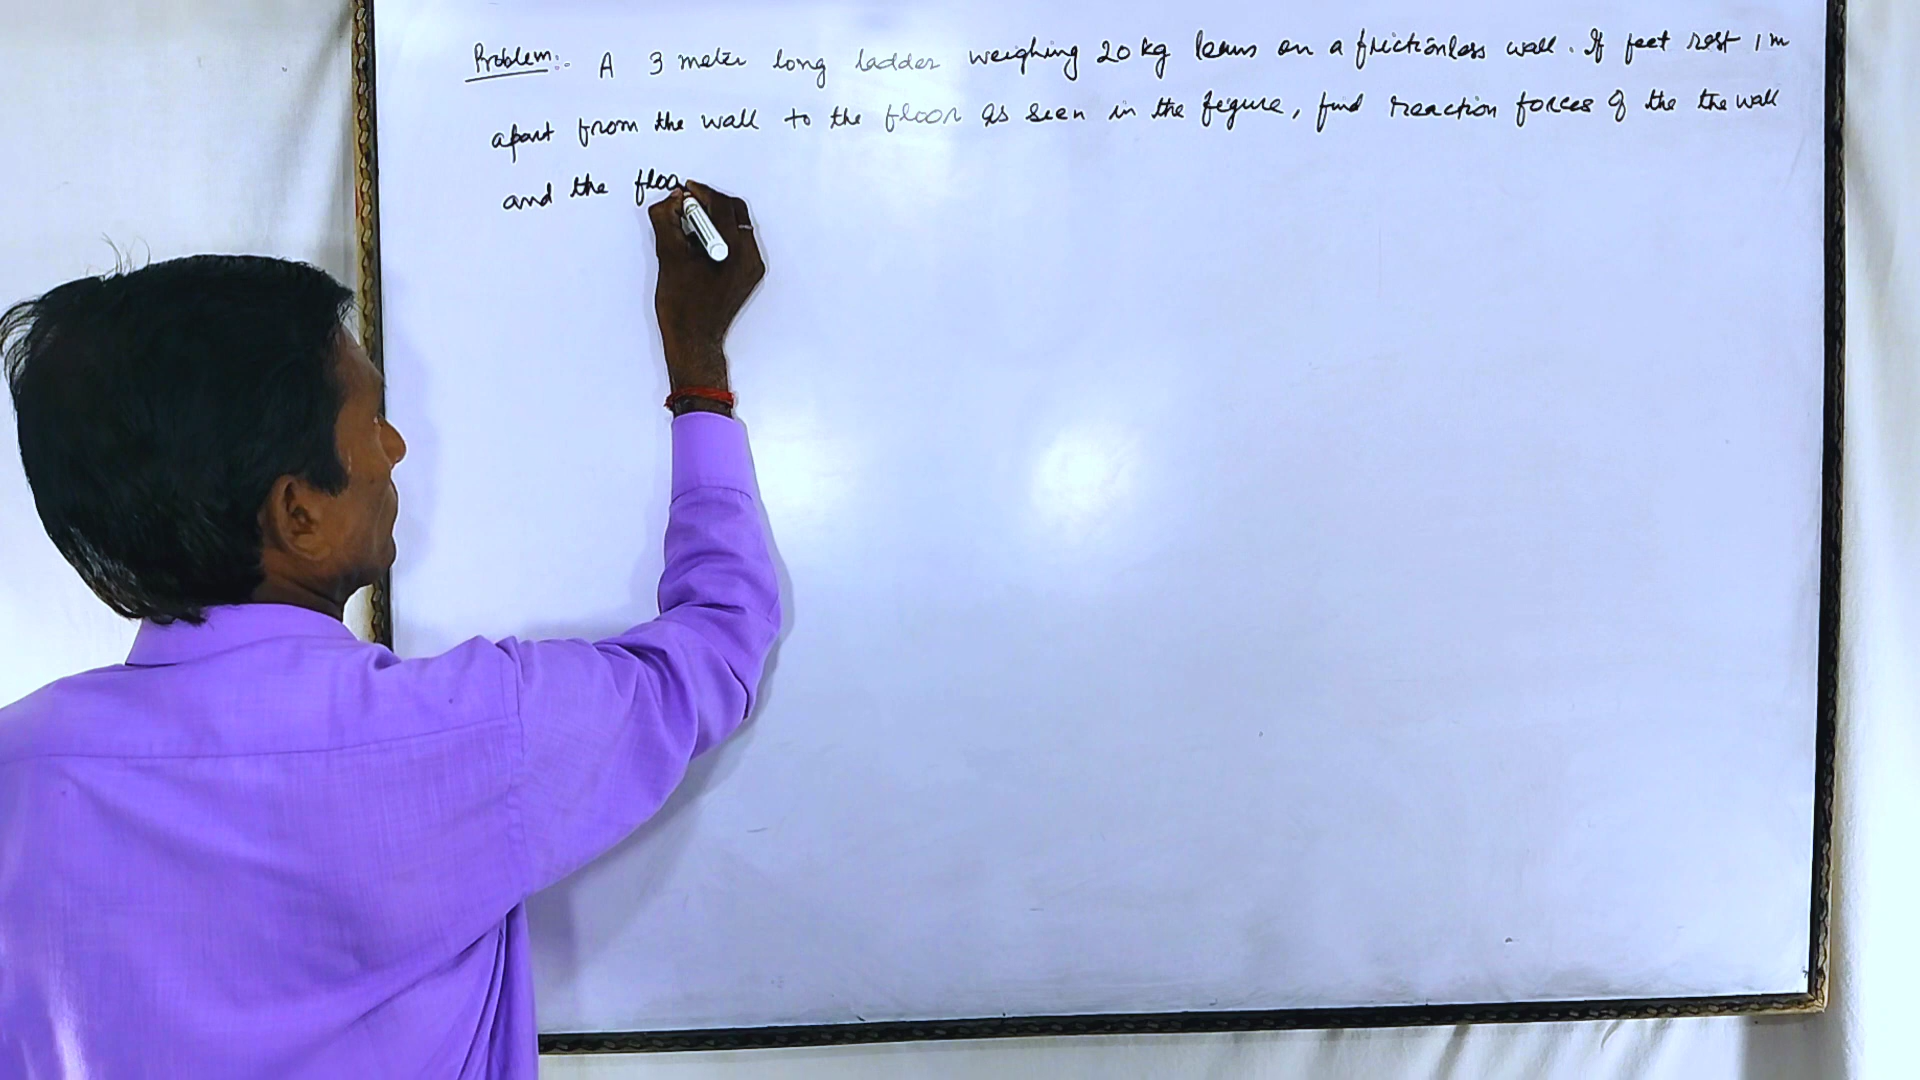 Problem:- A 3 meter long ladder weighing 20 kg leans on a frictionless wall. If feet rest 1 m
apart from the wall to the floor as seen in the figure, find reaction forces of the the wall
and the floo